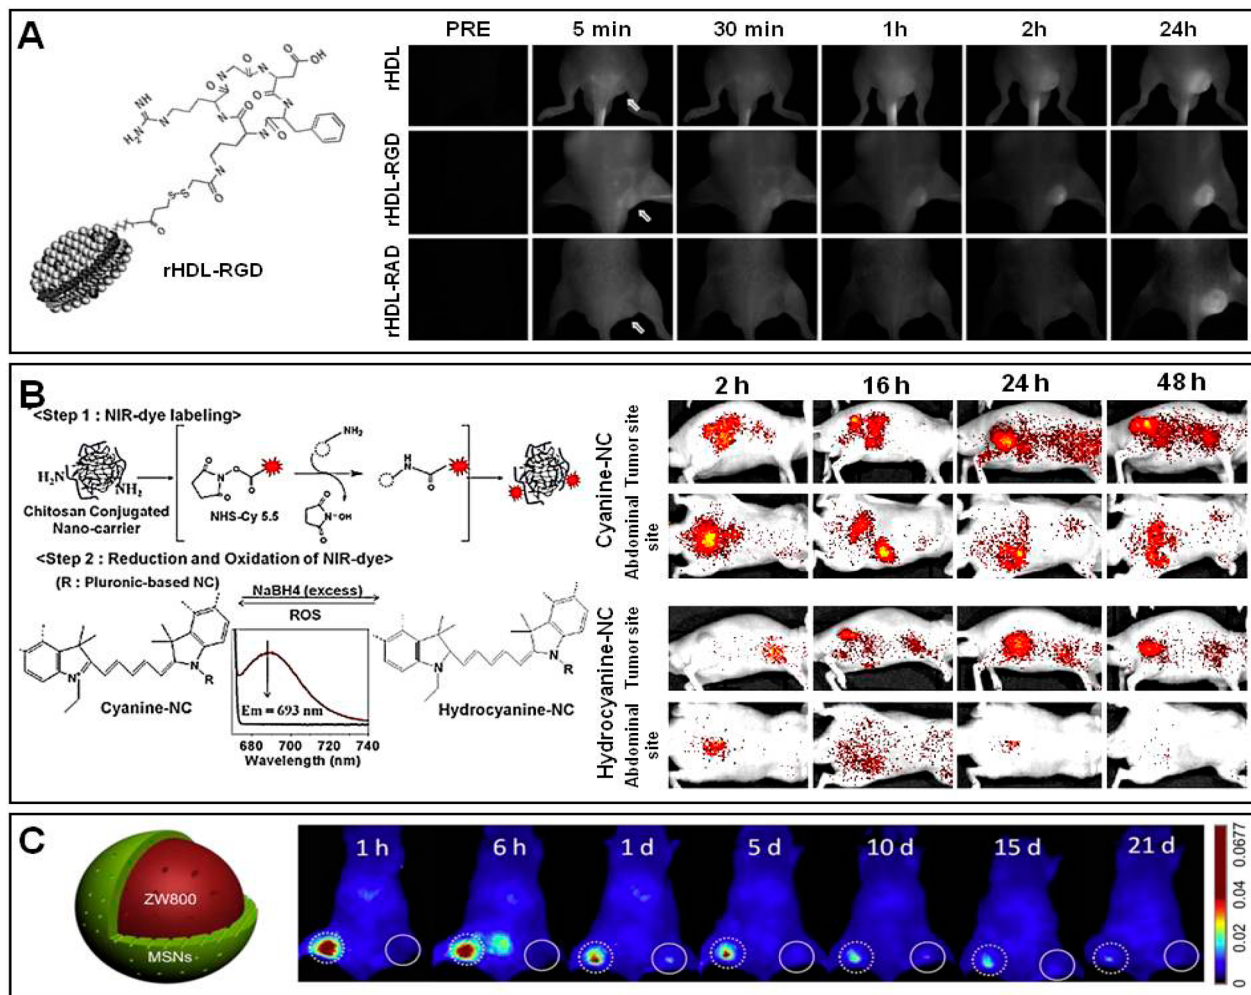 A
PRE 5 min 30 min 1h 2h 24h
rHDL
rHDL-RGD
rHDL-RAD
rHDL-RGD
B
<Step 1 : NIR-dye labeling>
H2N
NH2
Chitosan Conjugated
Nano-carrier
NHS-Cy 5.5
<Step 2 : Reduction and Oxidation of NIR-dye>
(R : Pluronic-based NC)
NaBH4 (excess)
ROS
Cyanine-NC
Em = 693 nm
680 700 720 740
Wavelength (nm)
Hydrocyanine-NC
2 h 16 h 24 h 48 h
Cyanine-NC
Tumor site
Abdominal site
Hydrocyanine-NC
Tumor site
Abdominal site
C
ZW800
MSNs
1 h 6 h 1 d 5 d 10 d 15 d 21 d
0.0677
0.04
0.02
0